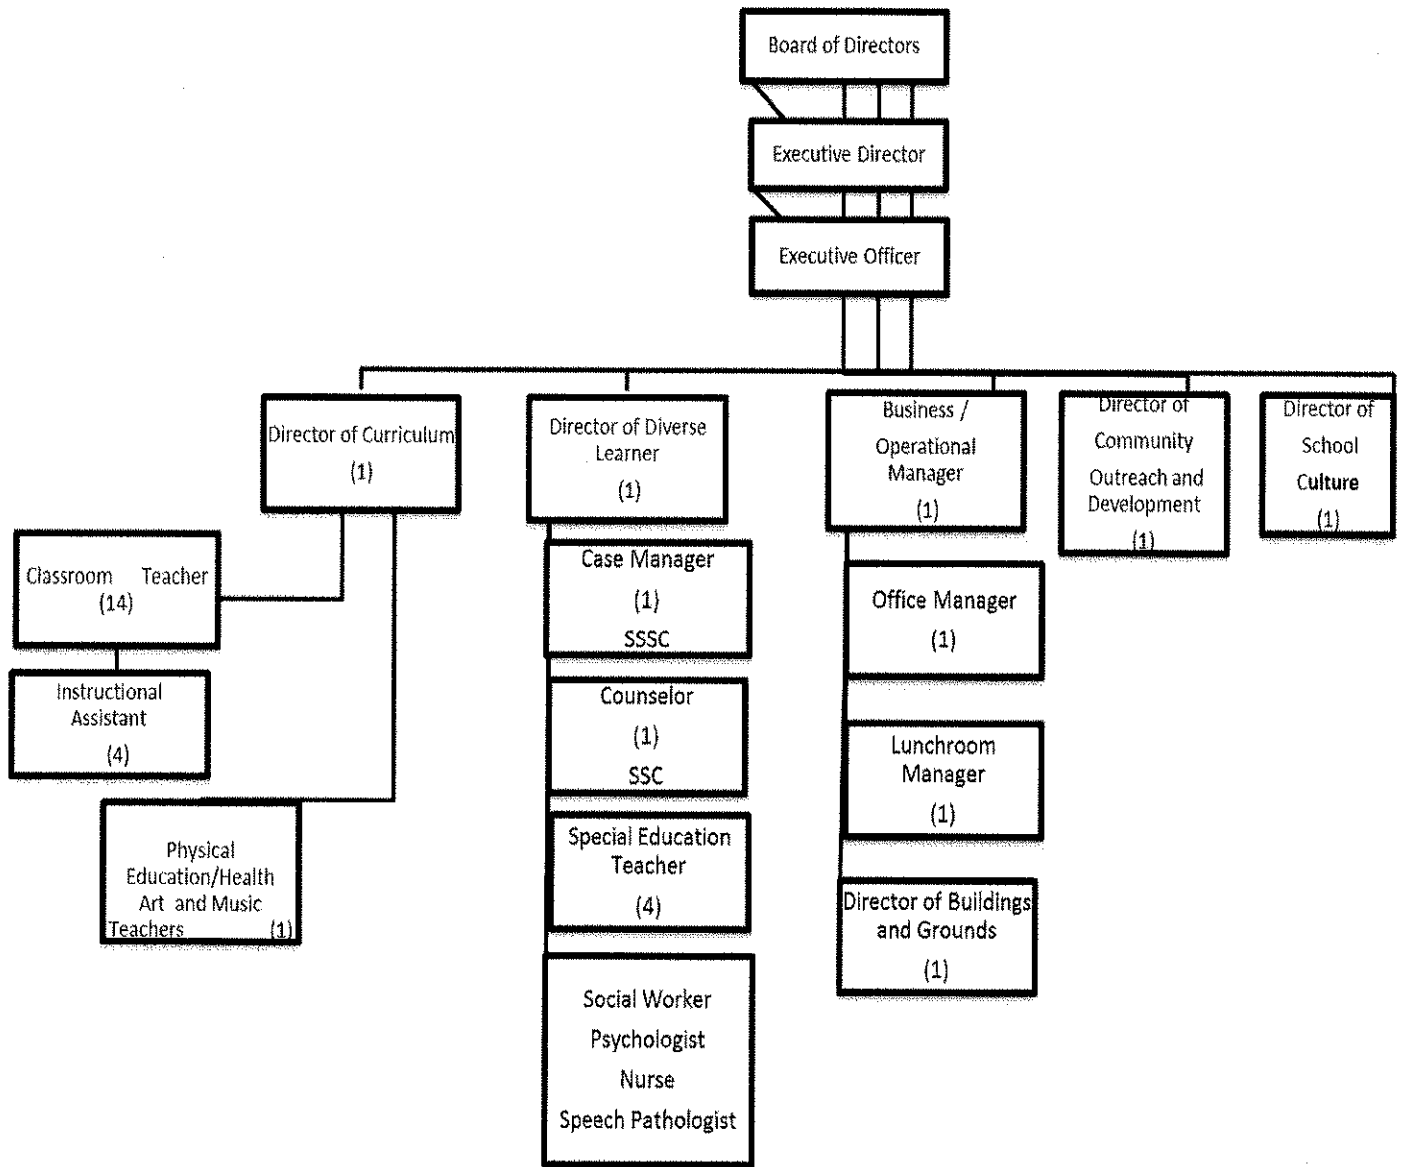 Board of Directors
Executive Director
Executive Officer
Director of Curriculum
(1)
Director of Diverse
Learner
(1)
Business /
Operational
Manager
(1)
Director of
Community
Outreach and
Development
(1)
Director of
School
Culture
(1)
Classroom Teacher
(14)
Instructional
Assistant
(4)
Physical
Education/Health
Art and Music
Teachers (1)
Case Manager
(1)
SSSC
Counselor
(1)
SSC
Special Education
Teacher
(4)
Social Worker
Psychologist
Nurse
Speech Pathologist
Office Manager
(1)
Lunchroom
Manager
(1)
Director of Buildings
and Grounds
(1)